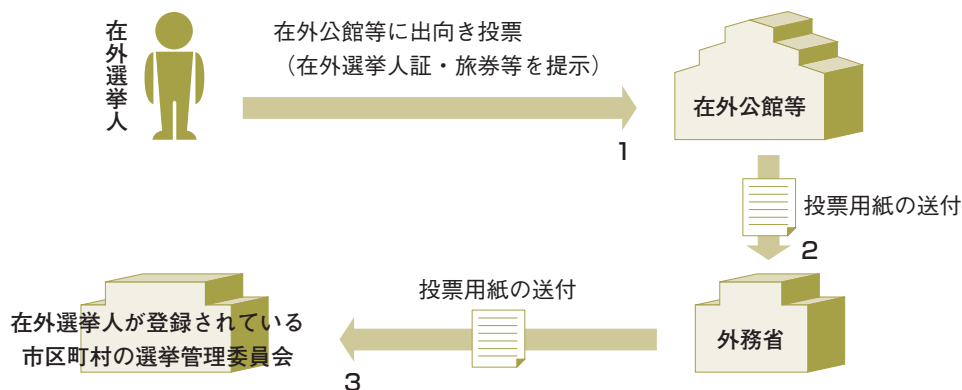 在外選挙人
在外公館等に出向き投票
（在外選挙人証・旅券等を提示）
在外公館等
1
投票用紙の送付
2
投票用紙の送付
在外選挙人が登録されている
市区町村の選挙管理委員会
外務省
3